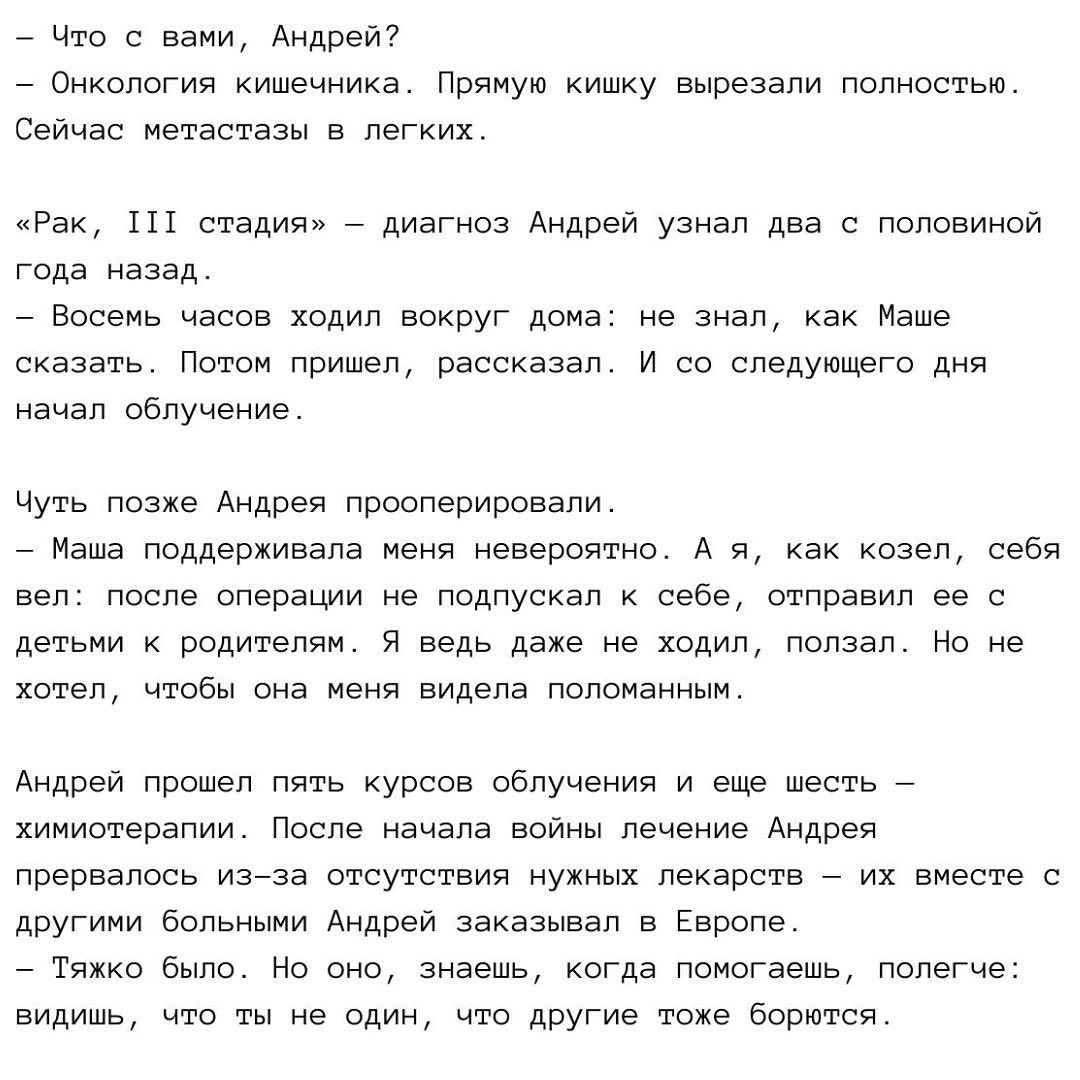 — Что с вами, Андрей?
— Онкология кишечника. Прямую кишку вырезали полностью.
Сейчас метастазы в легких.
«Рак, III стадия» — диагноз Андрей узнал два с половиной
года назад.
— Восемь часов ходил вокруг дома: не знал, как Маше
сказать. Потом пришел, рассказал. И со следующего дня
начал облучение.
Чуть позже Андрея прооперировали.
— Маша поддерживала меня невероятно. А я, как козел, себя
вел: после операции не подпускал к себе, отправил ее с
детьми к родителям. Я ведь даже не ходил, ползал. Но не
хотел, чтобы она меня видела поломанным.
Андрей прошел пять курсов облучения и еще шесть —
химиотерапии. После начала войны лечение Андрея
прервалось из-за отсутствия нужных лекарств — их вместе с
другими больными Андрей заказывал в Европе.
— Тяжко было. Но оно, знаешь, когда помогаешь, полегче:
видишь, что ты не один, что другие тоже борются.